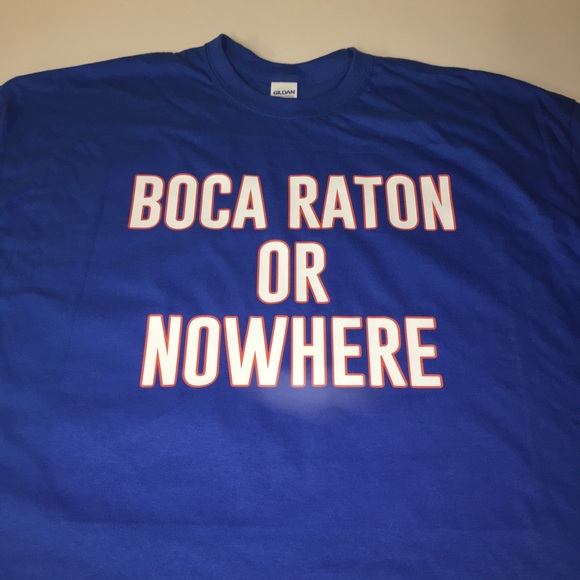 GILDAN
BOCA RATON
OR
NOWHERE